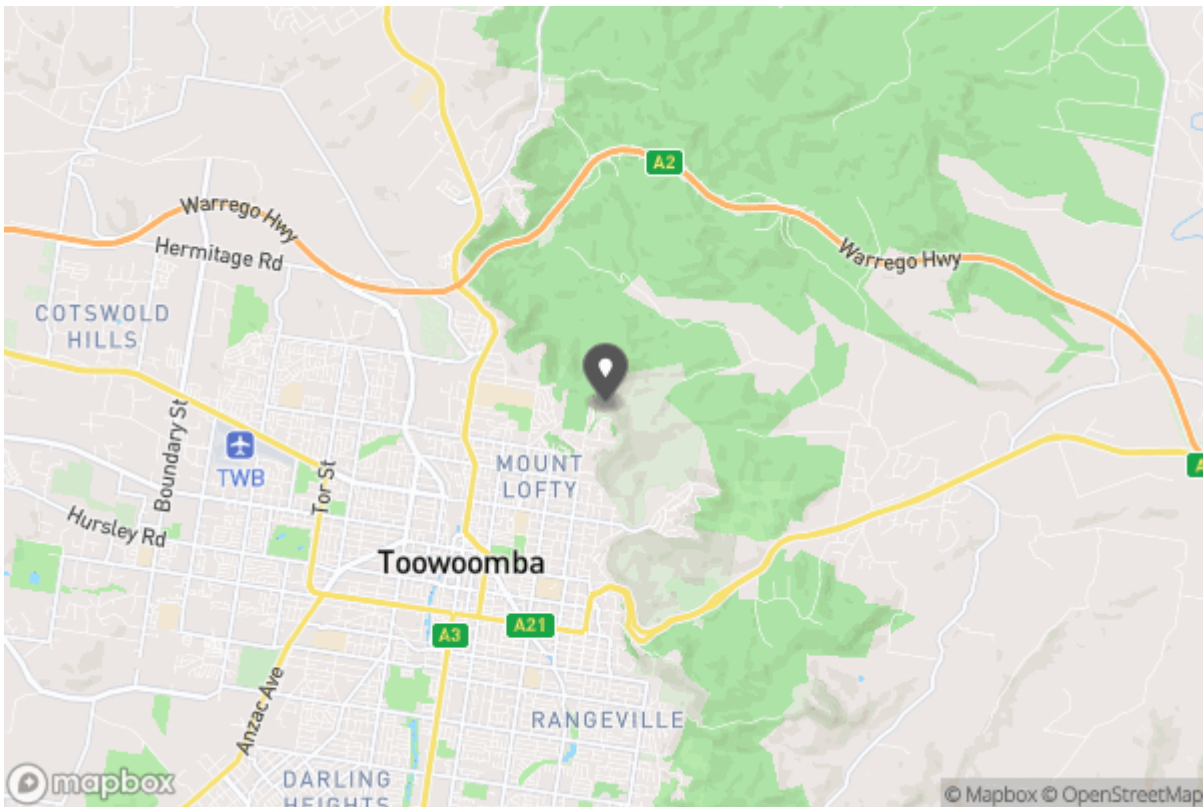 A2
Warrego Hwy
Hermitage Rd
Warrego Hwy
COTSWOLD
HILLS
Boundary St
TWB
Tor St
MOUNT
LOFTY
A
Hursley Rd
Toowoomba
A3
A21
Anzac Ave
RANGEVILLE
DARLING
HEIGHTS
mapbox
© Mapbox © OpenStreetMap